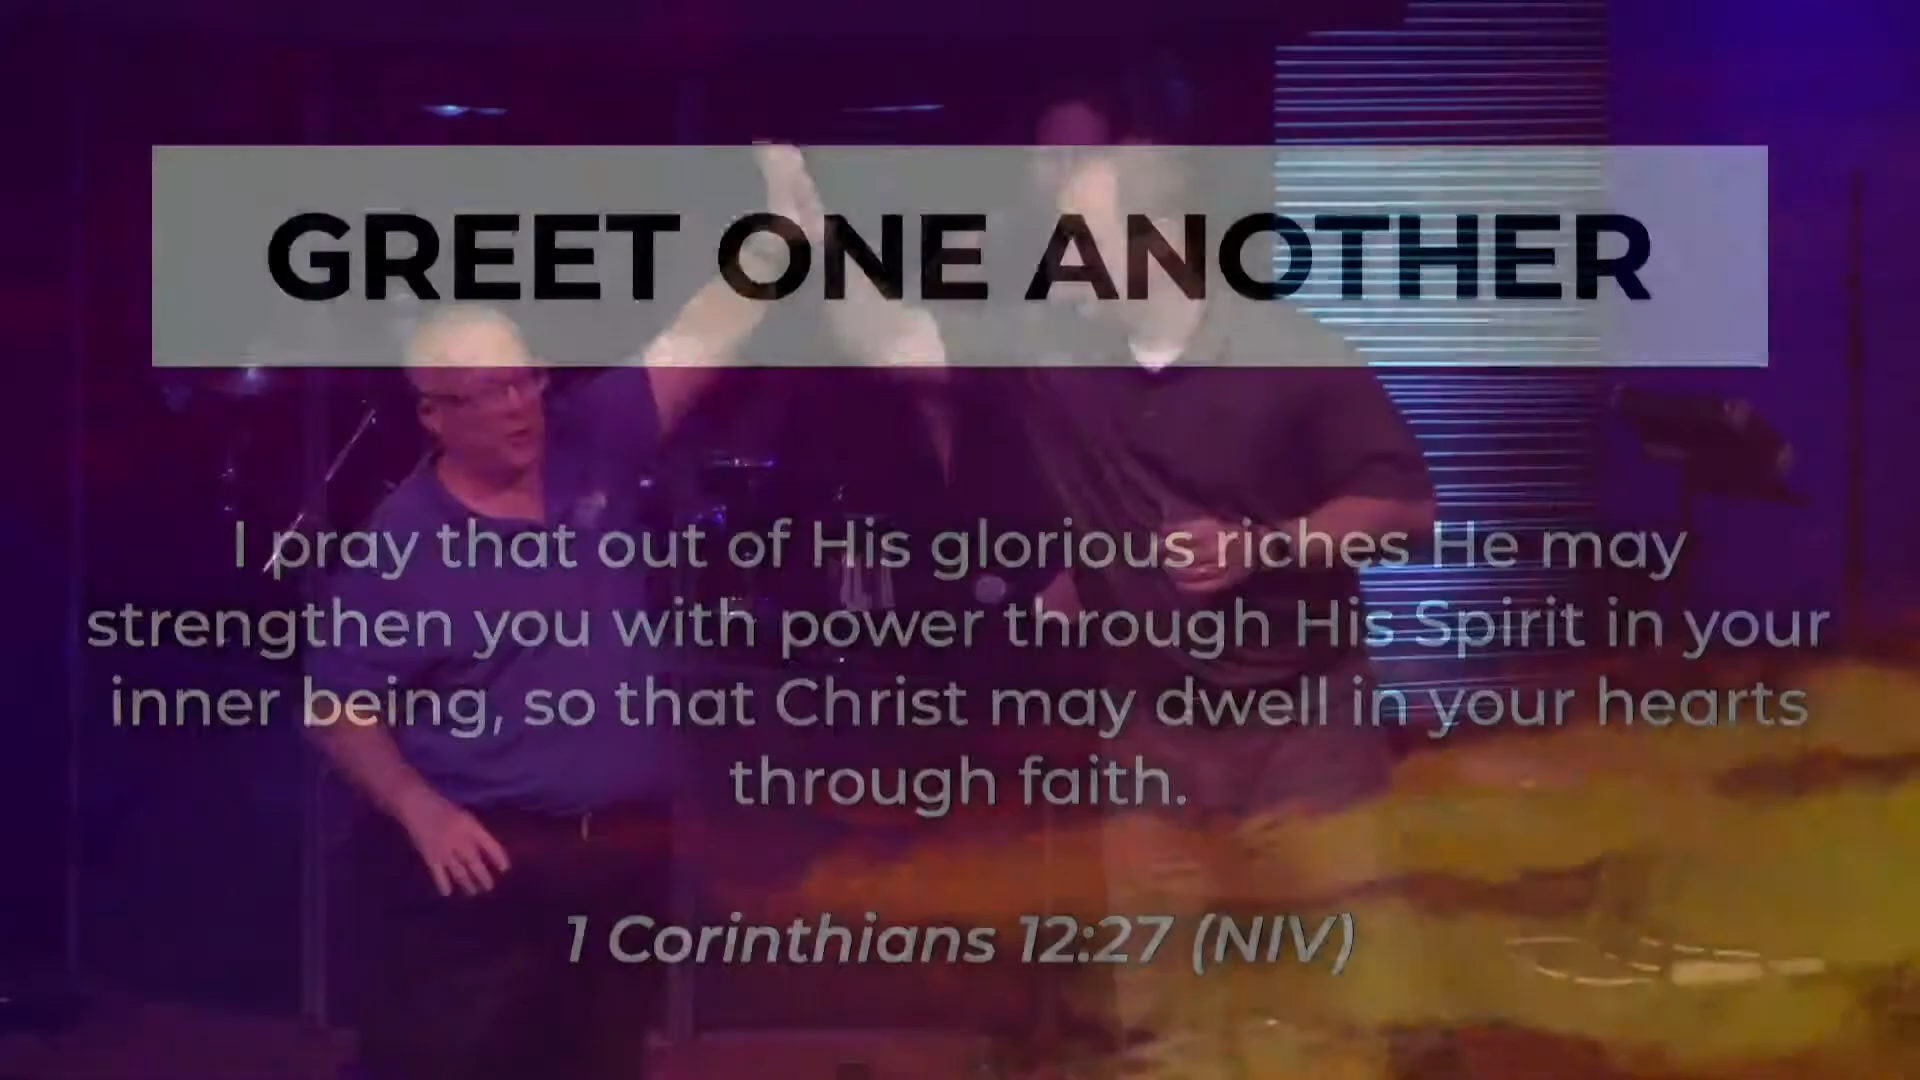 GREET ONE ANOTHER
I pray that out of His glorious riches He may
strengthen you with power through His Spirit in your
inner being, so that Christ may dwell in your hearts
through faith.
1 Corinthians 12:27 (NIV)